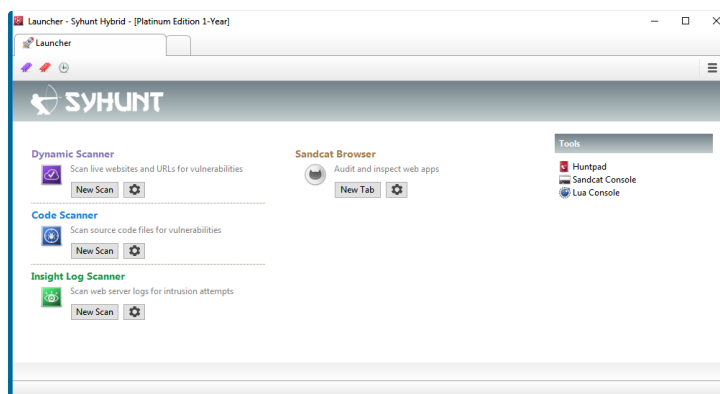 Launcher - Syhunt Hybrid - [Platinum Edition 1-Year]
Launcher
SYHUNT
Dynamic Scanner
Scan live websites and URLs for vulnerabilities
New Scan
Code Scanner
Scan source code files for vulnerabilities
New Scan
Insight Log Scanner
Scan web server logs for intrusion attempts
New Scan
Sandcat Browser
Audit and inspect web apps
New Tab
Tools
Huntpad
Sandcat Console
Lua Console